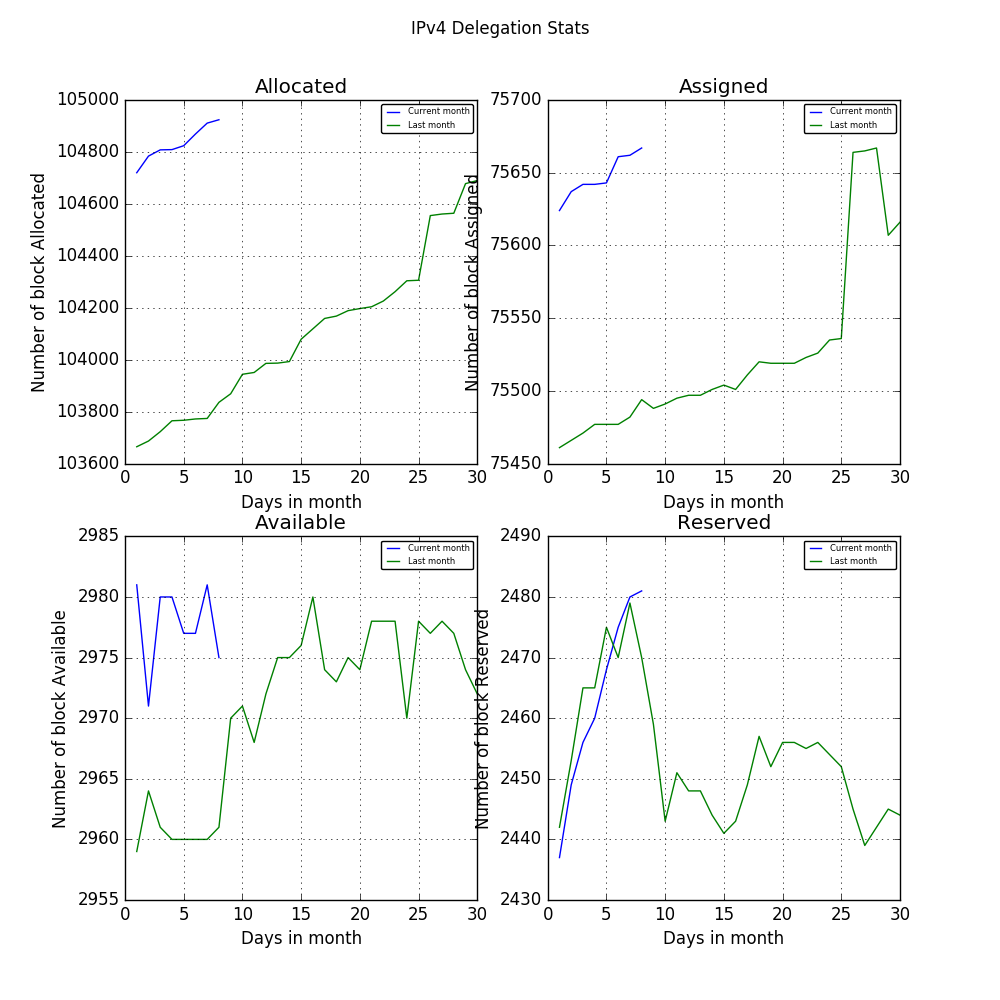 IPv4 Delegation Stats
Allocated
Number of block Allocated
105000
104800
104600
104400
104200
104000
103800
103600
0 5 10 15 20 25 30
Days in month
Current month
Last month
Assigned
Number of block Assigned
75700
75650
75600
75550
75500
75450
0 5 10 15 20 25 30
Days in month
Current month
Last month
Available
Number of block Available
2985
2980
2975
2970
2965
2960
2955
0 5 10 15 20 25 30
Days in month
Current month
Last month
Reserved
Number of block Reserved
2490
2480
2470
2460
2450
2440
2430
0 5 10 15 20 25 30
Days in month
Current month
Last month